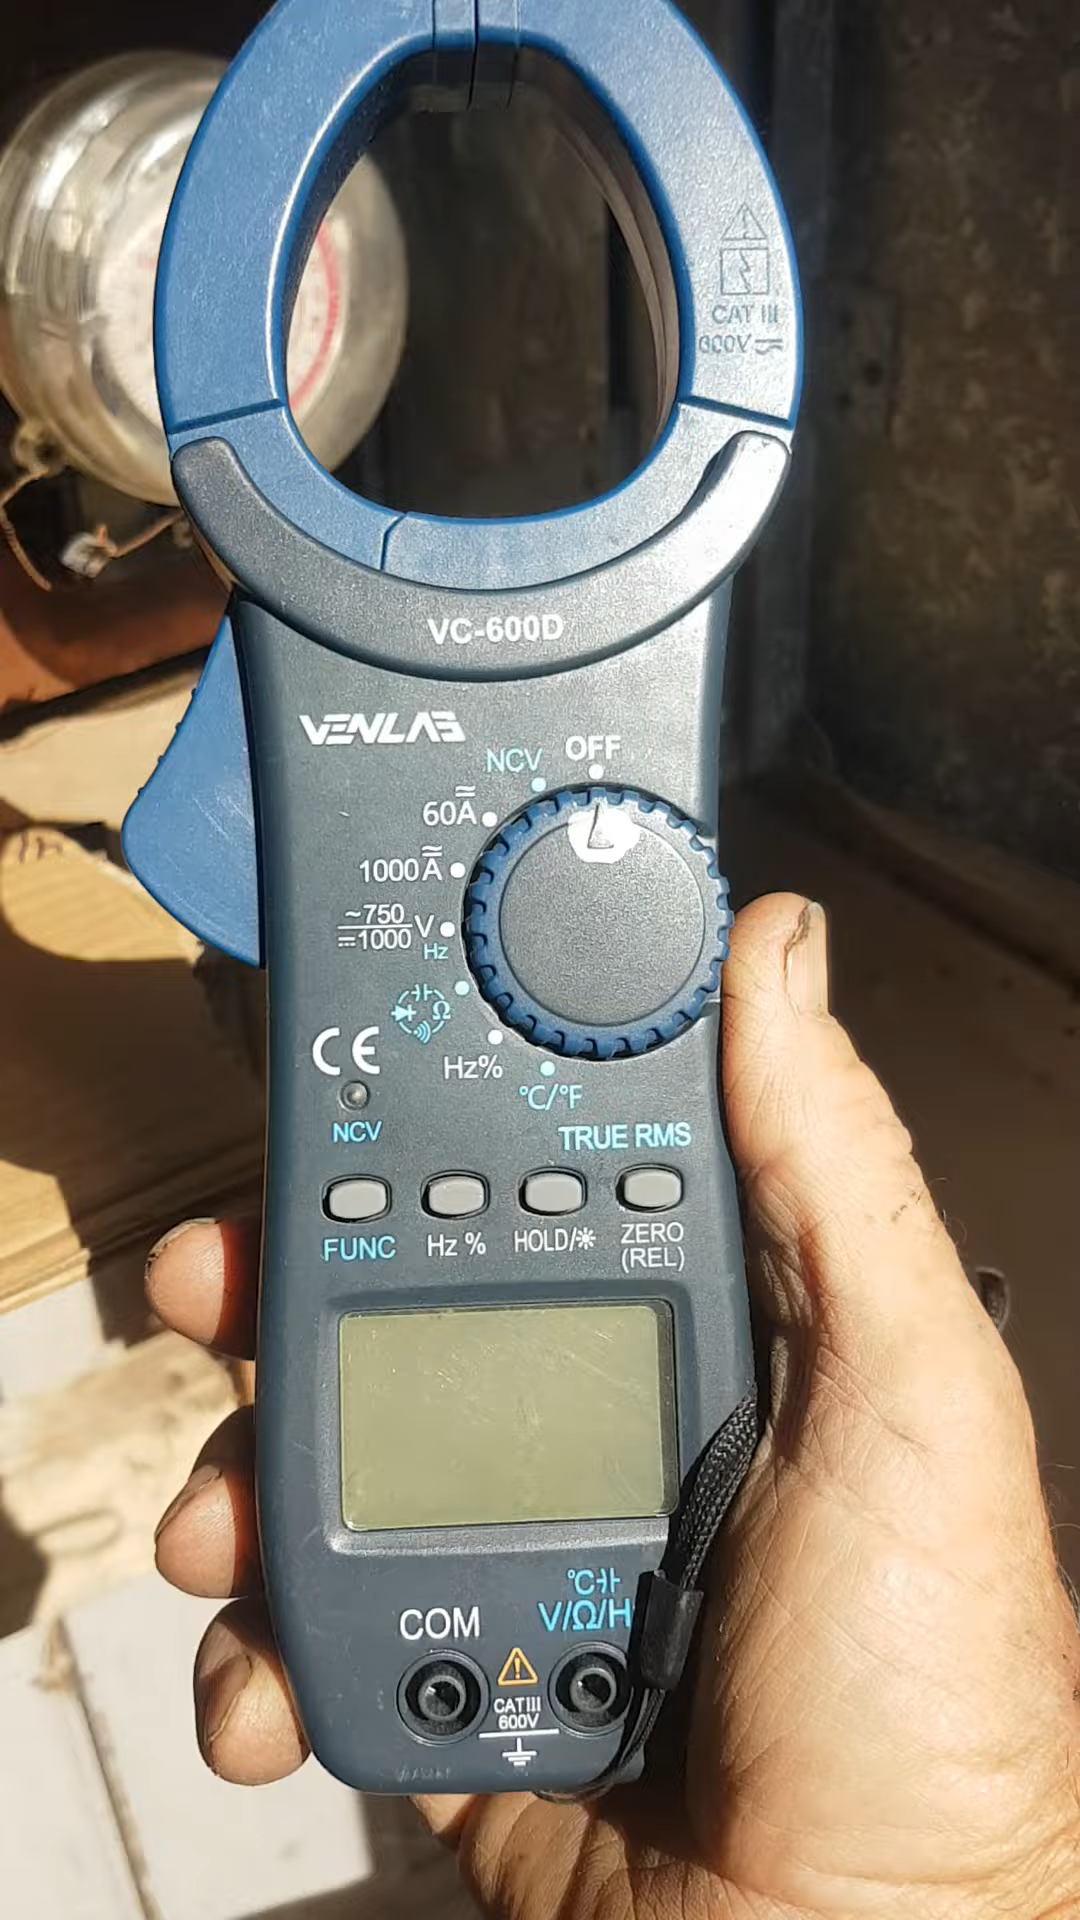 CAT III
600V
VC-600D
VENLAB
NCV OFF
60A
1000A
~750
1000 V
Hz
Ω
CE
Hz%
°C/°F
NCV
TRUE RMS
FUNC Hz % HOLD/☀ ZERO
(REL)
°C
COM V/Ω/H
CAT III
600V